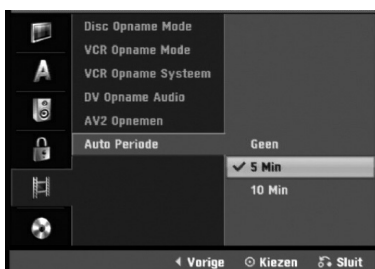 Disc Opname Mode
VCR Opname Mode
VCR Opname Systeem
DV Opname Audio
AV2 Opnemen
Auto Periode
Geen
✓ 5 Min
10 Min
A
◄ Vorige ⊙ Kiezen Sluit